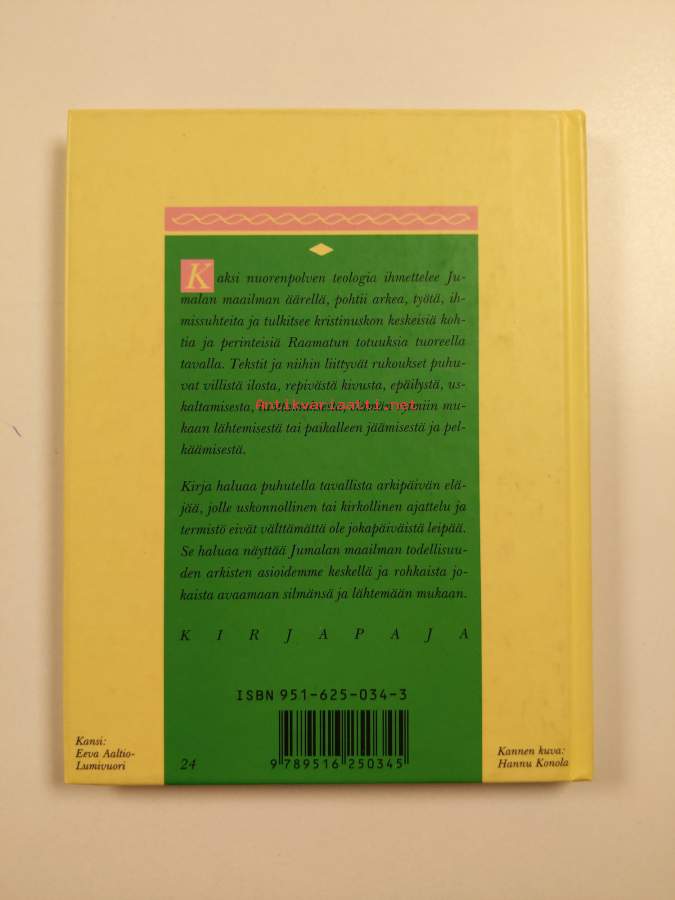 Kaksi nuorenpolven teologia ihmettelee Ju-
malan maailman äärellä, pohtii arkea, työtä, ih-
missuhteita ja tulkitsee kristinuskon keskeisiä koh-
tia ja perinteisiä Raamatun totuuksia tuoreella
tavalla. Tekstit ja niihin liittyvät rukoukset puhu-
vat villistä ilosta, repivästä kivusta, epäilystä, us-
kaltamisesta,
Antikvariaatti.net
mu-
kaan lähtemisestä tai paikalleen jäämisestä ja pel-
käämisestä.
Kirja haluaa puhutella tavallista arkipäivän elä-
jää, jolle uskonnollinen tai kirkollinen ajattelu ja
termistö eivät välttämättä ole jokapäiväistä leipää.
Se haluaa näyttää Jumalan maailman todellisuu-
den arkisten asioidemme keskellä ja rohkaista jo-
kaista avaamaan silmänsä ja lähtemään mukaan.
KIRJAPAJA
ISBN 951-625-034-3
9 789516 250345
24
Kansi:
Eeva Aaltio-
Lumivuori
Kannen kuva:
Hannu Konola